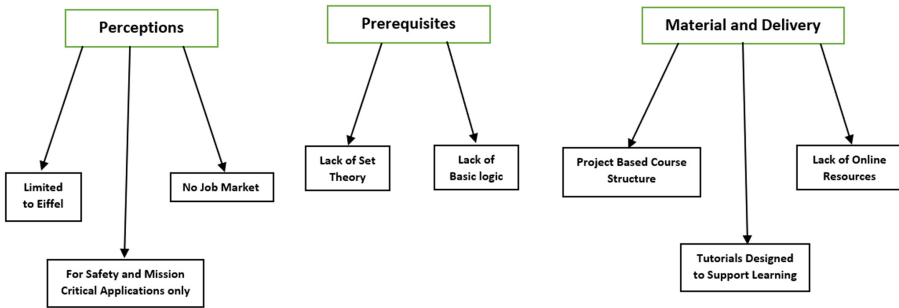 Perceptions
Limited
to Eiffel
For Safety and Mission
Critical Applications only
No Job Market
Prerequisites
Lack of Set
Theory
Lack of
Basic logic
Material and Delivery
Project Based Course
Structure
Tutorials Designed
to Support Learning
Lack of Online
Resources